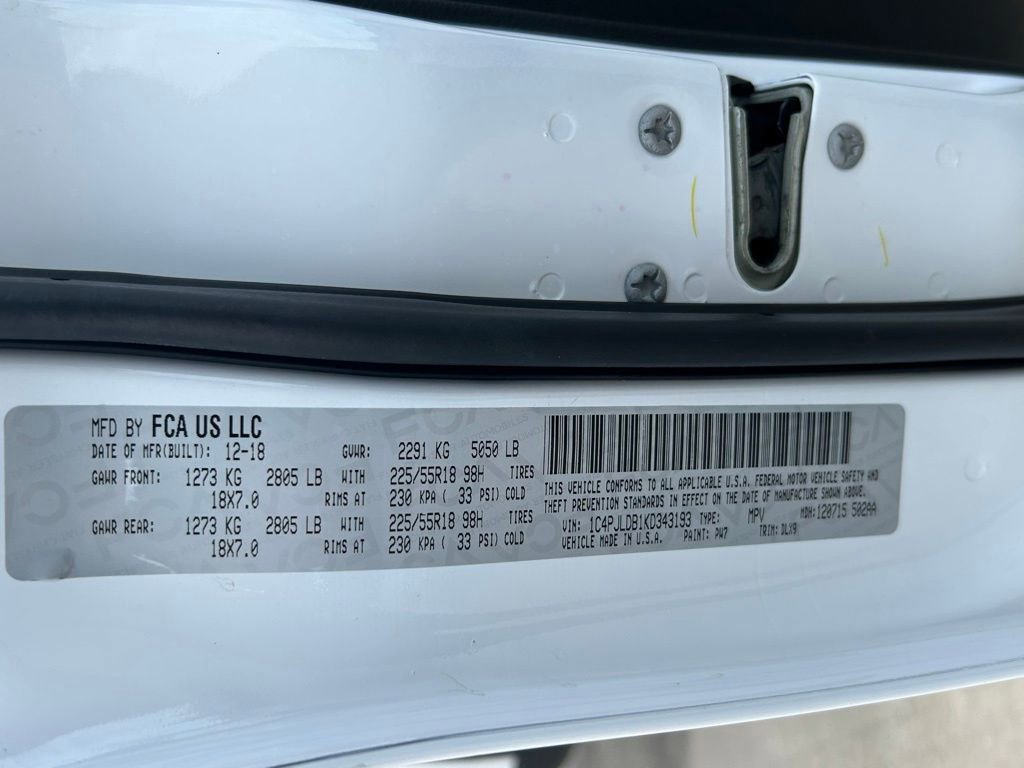 MFD BY FCA US LLC
DATE OF MFR(BUILT): 12-18 GVWR: 2291 KG 5050 LB
GAWR FRONT: 1273 KG 2805 LB WITH 225/55R18 98H TIRES
18X7.0 RIMS AT 230 KPA ( 33 PSI) COLD
GAWR REAR: 1273 KG 2805 LB WITH 225/55R18 98H TIRES
18X7.0 RIMS AT 230 KPA ( 33 PSI) COLD
THIS VEHICLE CONFORMS TO ALL APPLICABLE U.S.A. FEDERAL MOTOR VEHICLE SAFETY AND
THEFT PREVENTION STANDARDS IN EFFECT ON THE DATE OF MANUFACTURE SHOWN ABOVE.
VIN: 1C4PJLDB1KD343193 TYPE: MPV MDH: 120715 502AA
VEHICLE MADE IN U.S.A. PAINT: PW7 TRIM: DLX9